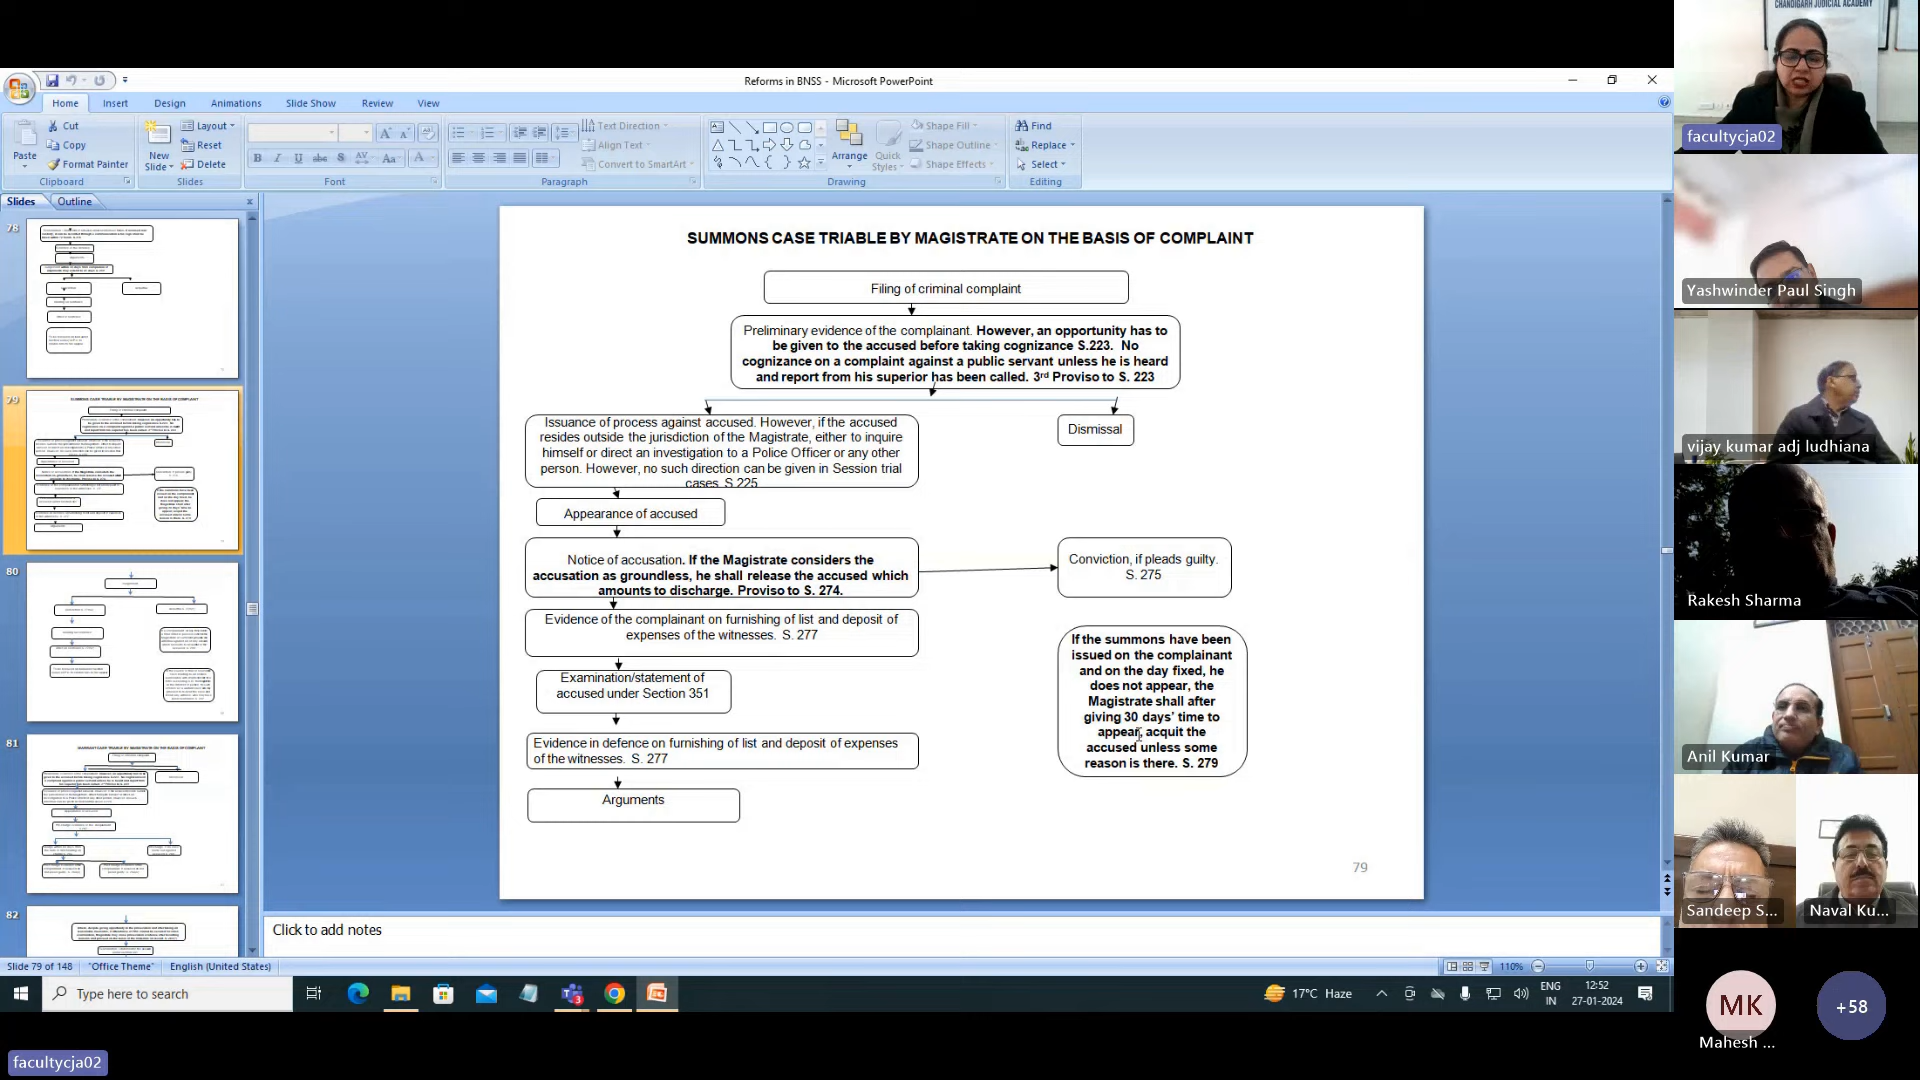 CHANDIGARH JUDICIAL ACADEMY
Reforms in BNSS - Microsoft PowerPoint
Home Insert Design Animations Slide Show Review View
Paste
Cut
Copy
Format Painter
Clipboard
New
Slide
Layout
Reset
Delete
Slides
Font
Text Direction
Align Text
Convert to SmartArt
Paragraph
Arrange
Quick
Styles
Shape Fill
Shape Outline
Shape Effects
Drawing
Find
Replace
Select
Editing
Slides Outline
78
79
80
81
82
SUMMONS CASE TRIABLE BY MAGISTRATE ON THE BASIS OF COMPLAINT
Filing of criminal complaint
Preliminary evidence of the complainant. However, an opportunity has to
be given to the accused before taking cognizance S.223. No
cognizance on a complaint against a public servant unless he is heard
and report from his superior has been called. 3rd Proviso to S. 223
Issuance of process against accused. However, if the accused
resides outside the jurisdiction of the Magistrate, either to inquire
himself or direct an investigation to a Police Officer or any other
person. However, no such direction can be given in Session trial
cases S.225
Dismissal
Appearance of accused
Notice of accusation. If the Magistrate considers the
accusation as groundless, he shall release the accused which
amounts to discharge. Proviso to S. 274.
Conviction, if pleads guilty.
S. 275
Evidence of the complainant on furnishing of list and deposit of
expenses of the witnesses. S. 277
Examination/statement of
accused under Section 351
Evidence in defence on furnishing of list and deposit of expenses
of the witnesses. S. 277
Arguments
If the summons have been
issued on the complainant
and on the day fixed, he
does not appear, the
Magistrate shall after
giving 30 days' time to
appear, acquit the
accused unless some
reason is there. S. 279
79
Click to add notes
Slide 79 of 148 "Office Theme" English (United States)
110%
Type here to search
17°C Haze
ENG
IN
12:52
27-01-2024
facultycja02
Yashwinder Paul Singh
vijay kumar adj ludhiana
Rakesh Sharma
Anil Kumar
Sandeep S...
Naval Ku...
MK
Mahesh ...
+58
facultycja02